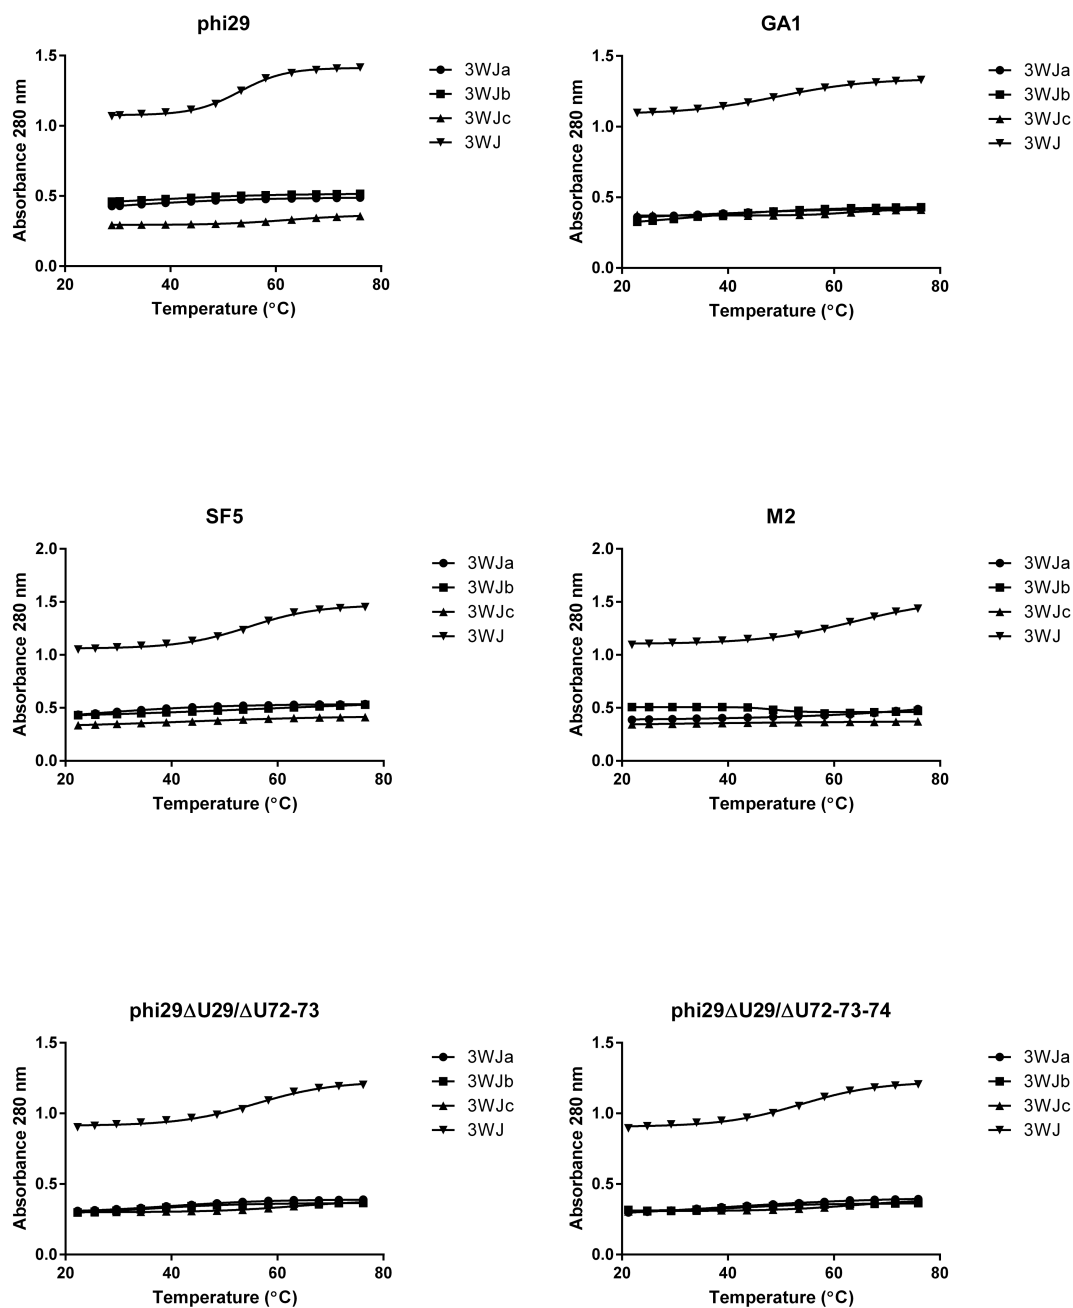 phi29
1.5
1.0
0.5
0.0
Absorbance 280 nm
20 40 60 80
Temperature (°C)
3WJa
3WJb
3WJc
3WJ
GA1
1.5
1.0
0.5
0.0
Absorbance 280 nm
20 40 60 80
Temperature (°C)
3WJa
3WJb
3WJc
3WJ
SF5
2.0
1.5
1.0
0.5
0.0
Absorbance 280 nm
20 40 60 80
Temperature (°C)
3WJa
3WJb
3WJc
3WJ
M2
2.0
1.5
1.0
0.5
0.0
Absorbance 280 nm
20 40 60 80
Temperature (°C)
3WJa
3WJb
3WJc
3WJ
phi29ΔU29/ΔU72-73
1.5
1.0
0.5
0.0
Absorbance 280 nm
20 40 60 80
Temperature (°C)
3WJa
3WJb
3WJc
3WJ
phi29ΔU29/ΔU72-73-74
1.5
1.0
0.5
0.0
Absorbance 280 nm
20 40 60 80
Temperature (°C)
3WJa
3WJb
3WJc
3WJ